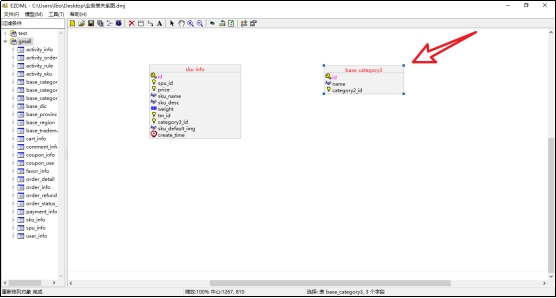 EZDML - C:\Users\lbo\Desktop\业务表关系图.dmj
文件(F) 模型(M) 工具(T) 帮助(H)
过滤条件
test
gmall
activity_info
activity_order
activity_rule
activity_sku
base_categor
base_categor
base_categor
base_dic
base_provinc
base_region
base_tradema
cart_info
comment_info
coupon_info
coupon_use
favor_info
order_detail
order_info
order_refund
order_status_
payment_info
sku_info
spu_info
user_info
sku_info
id
spu_id
price
sku_name
sku_desc
weight
tm_id
category3_id
sku_default_img
create_time
base_category3
id
name
category2_id
重新排列对象 完成
缩放:100% 中心:1267, 810
选择: 表 base_category3, 3 个字段